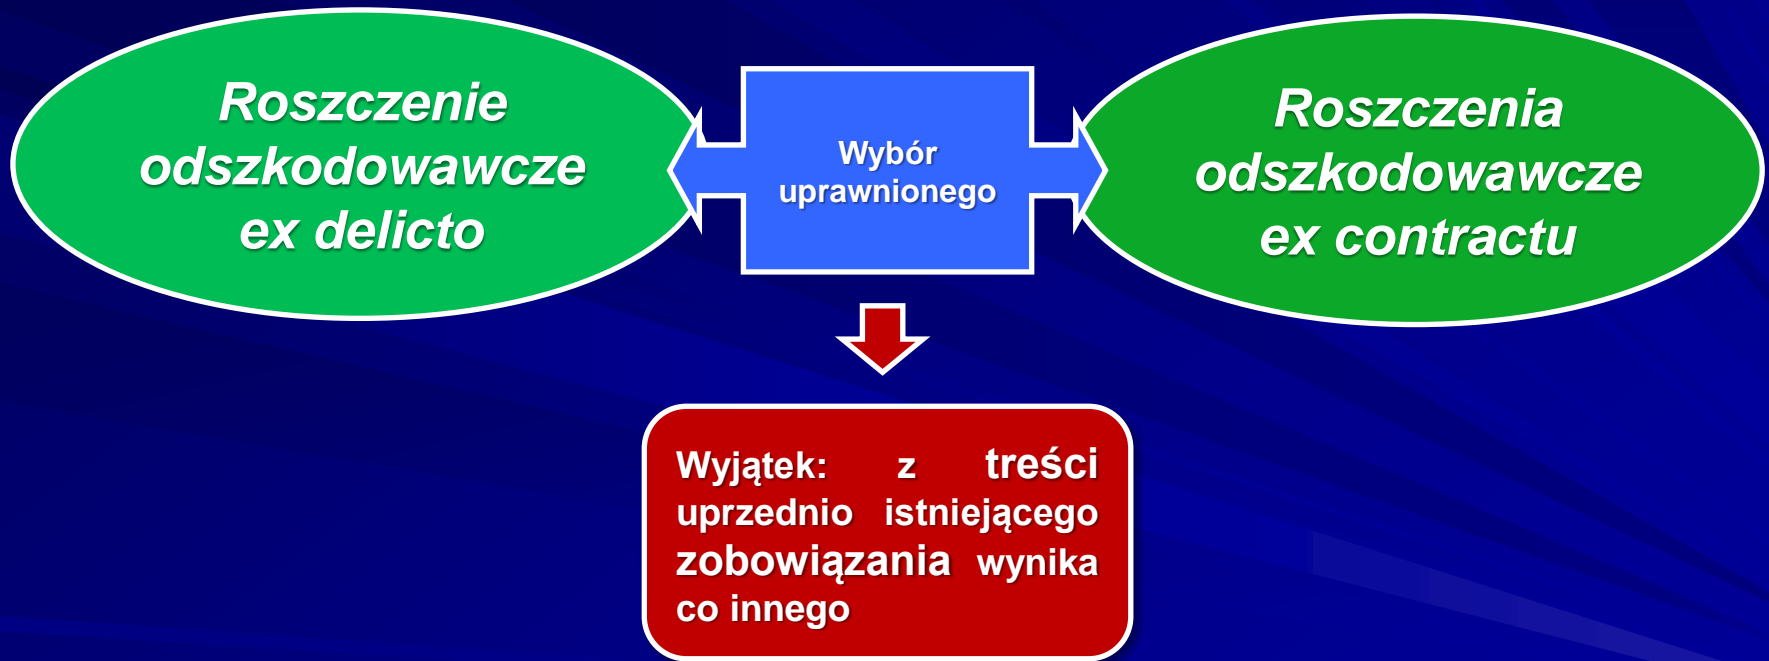 Roszczenie
odszkodowawcze
ex delicto
Wybór
uprawnionego
Roszczenia
odszkodowawcze
ex contractu
Wyjątek: z treści
uprzednio istniejącego
zobowiązania wynika
co innego